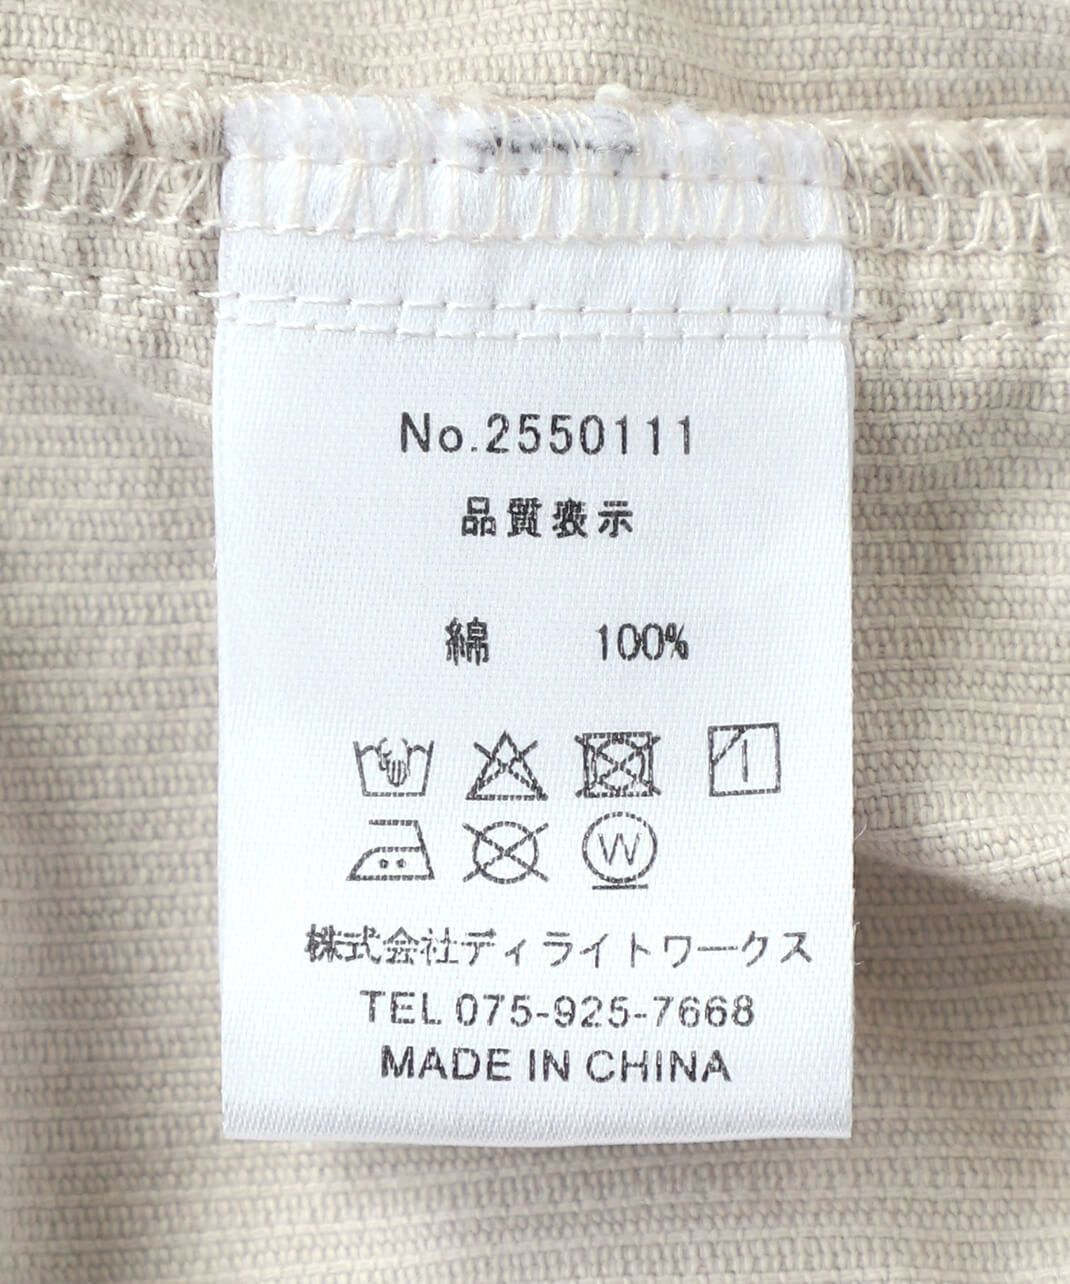 No.2550111
品質表示
綿 100%
W
株式会社ディライトワークス
TEL 075-925-7668
MADE IN CHINA